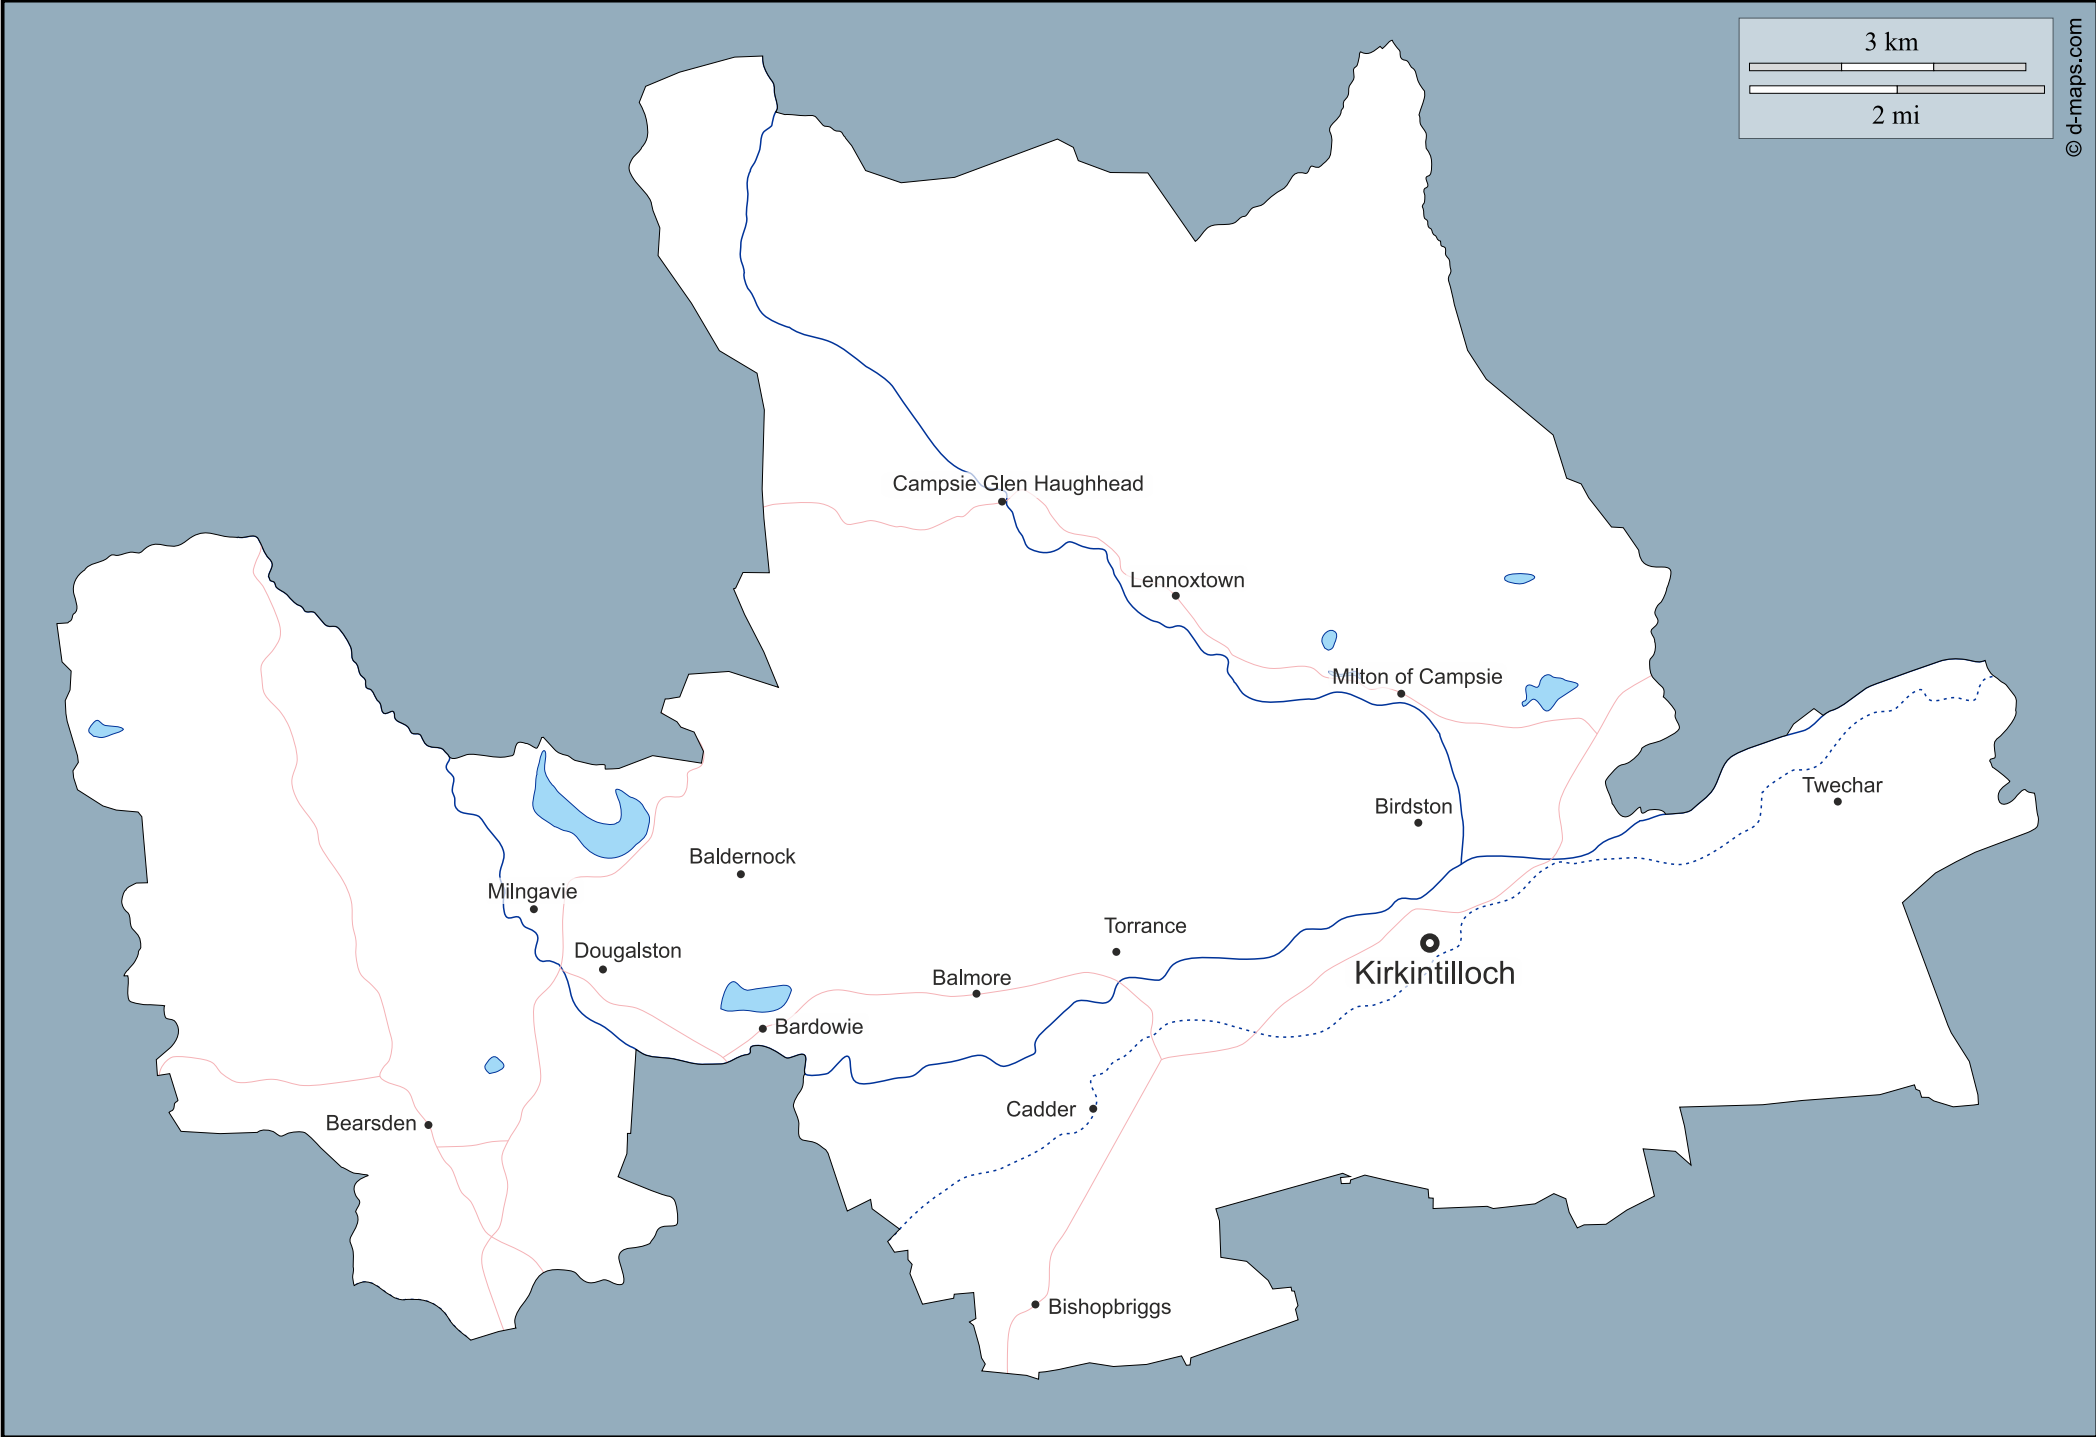 3 km
2 mi
© d-maps.com
Campsie Glen Haughhead
Lennoxtown
Milton of Campsie
Twechar
Birdston
Baldernock
Milngavie
Torrance
Dougalston
Kirkintilloch
Balmore
Bardowie
Cadder
Bearsden
Bishopbriggs